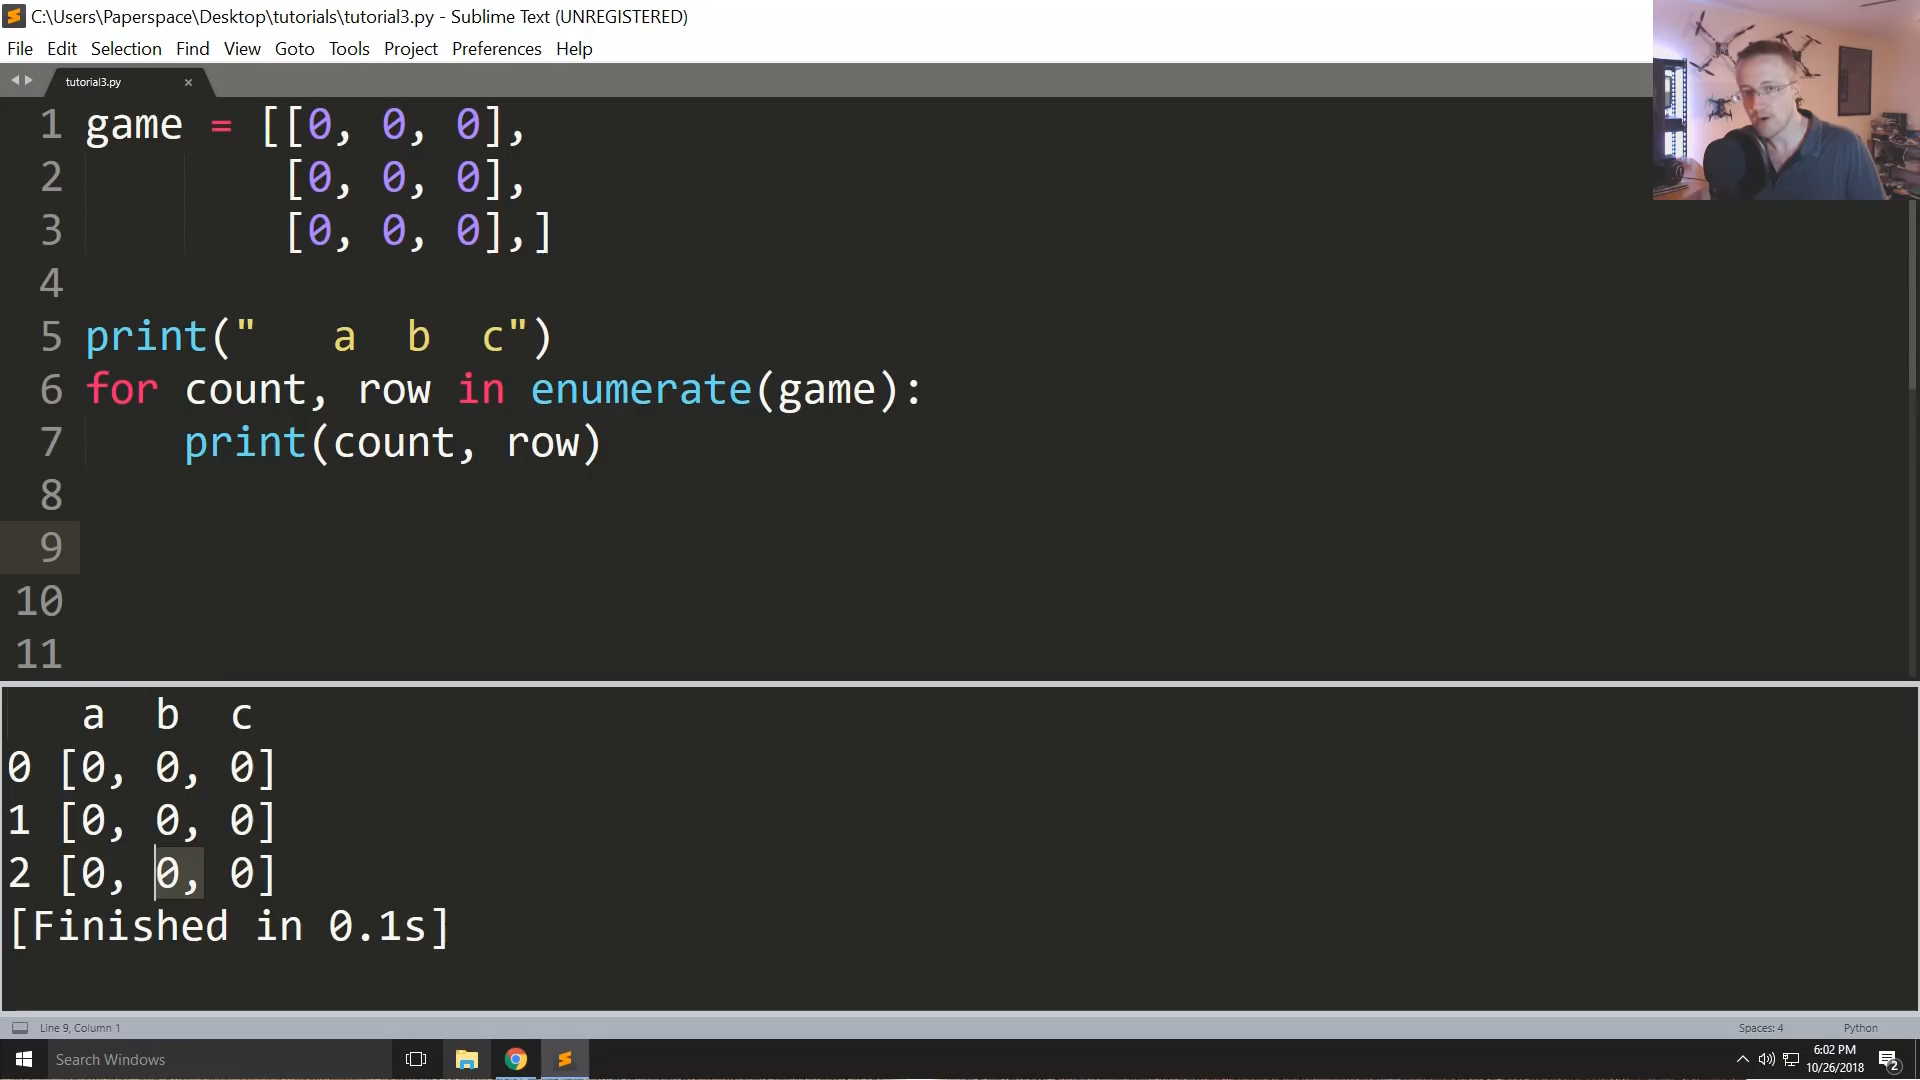 C:\Users\Paperspace\Desktop\tutorials\tutorial3.py - Sublime Text (UNREGISTERED)
File Edit Selection Find View Goto Tools Project Preferences Help
tutorial3.py ×
1 game = [[0, 0, 0],
2         [0, 0, 0],
3         [0, 0, 0],]
4
5 print("   a  b  c")
6 for count, row in enumerate(game):
7     print(count, row)
8
9
10
11
   a  b  c
0 [0, 0, 0]
1 [0, 0, 0]
2 [0, 0, 0]
[Finished in 0.1s]
Line 9, Column 1 Spaces: 4 Python
Search Windows
6:02 PM
10/26/2018
2